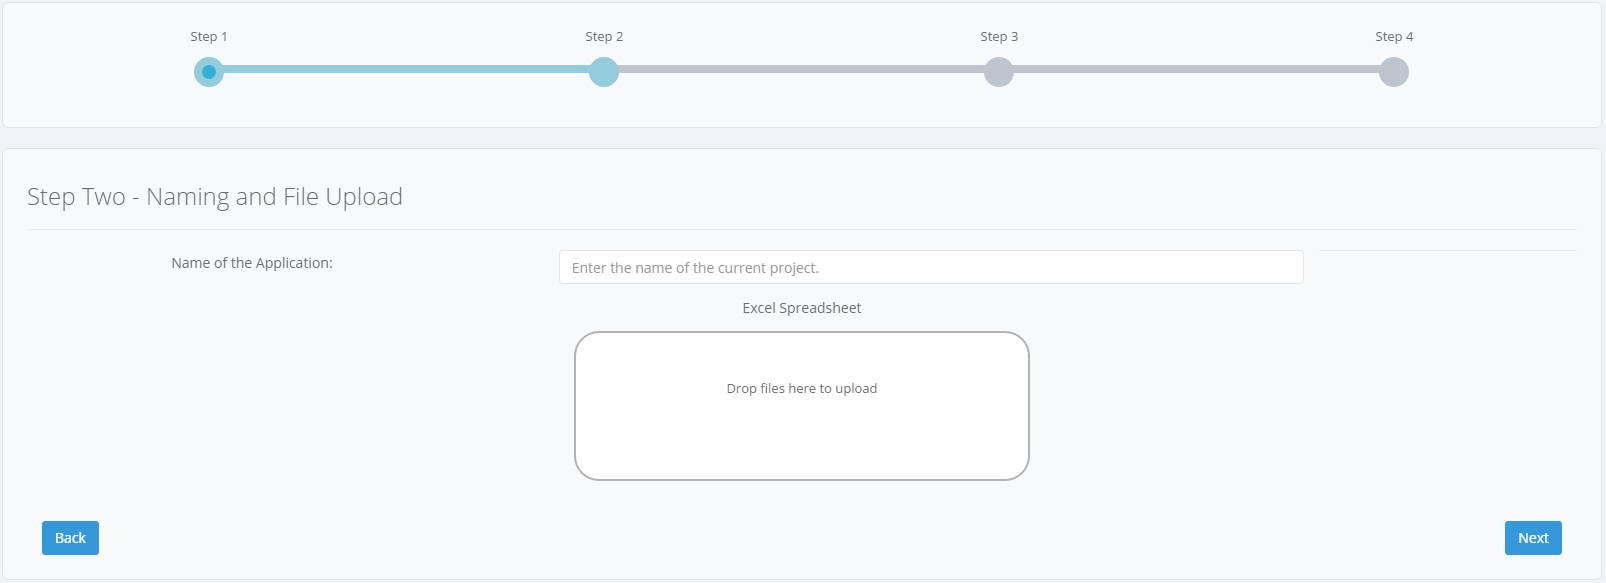 Step 1 Step 2 Step 3 Step 4
Step Two - Naming and File Upload
Name of the Application: Enter the name of the current project.
Excel Spreadsheet
Drop files here to upload
Back Next